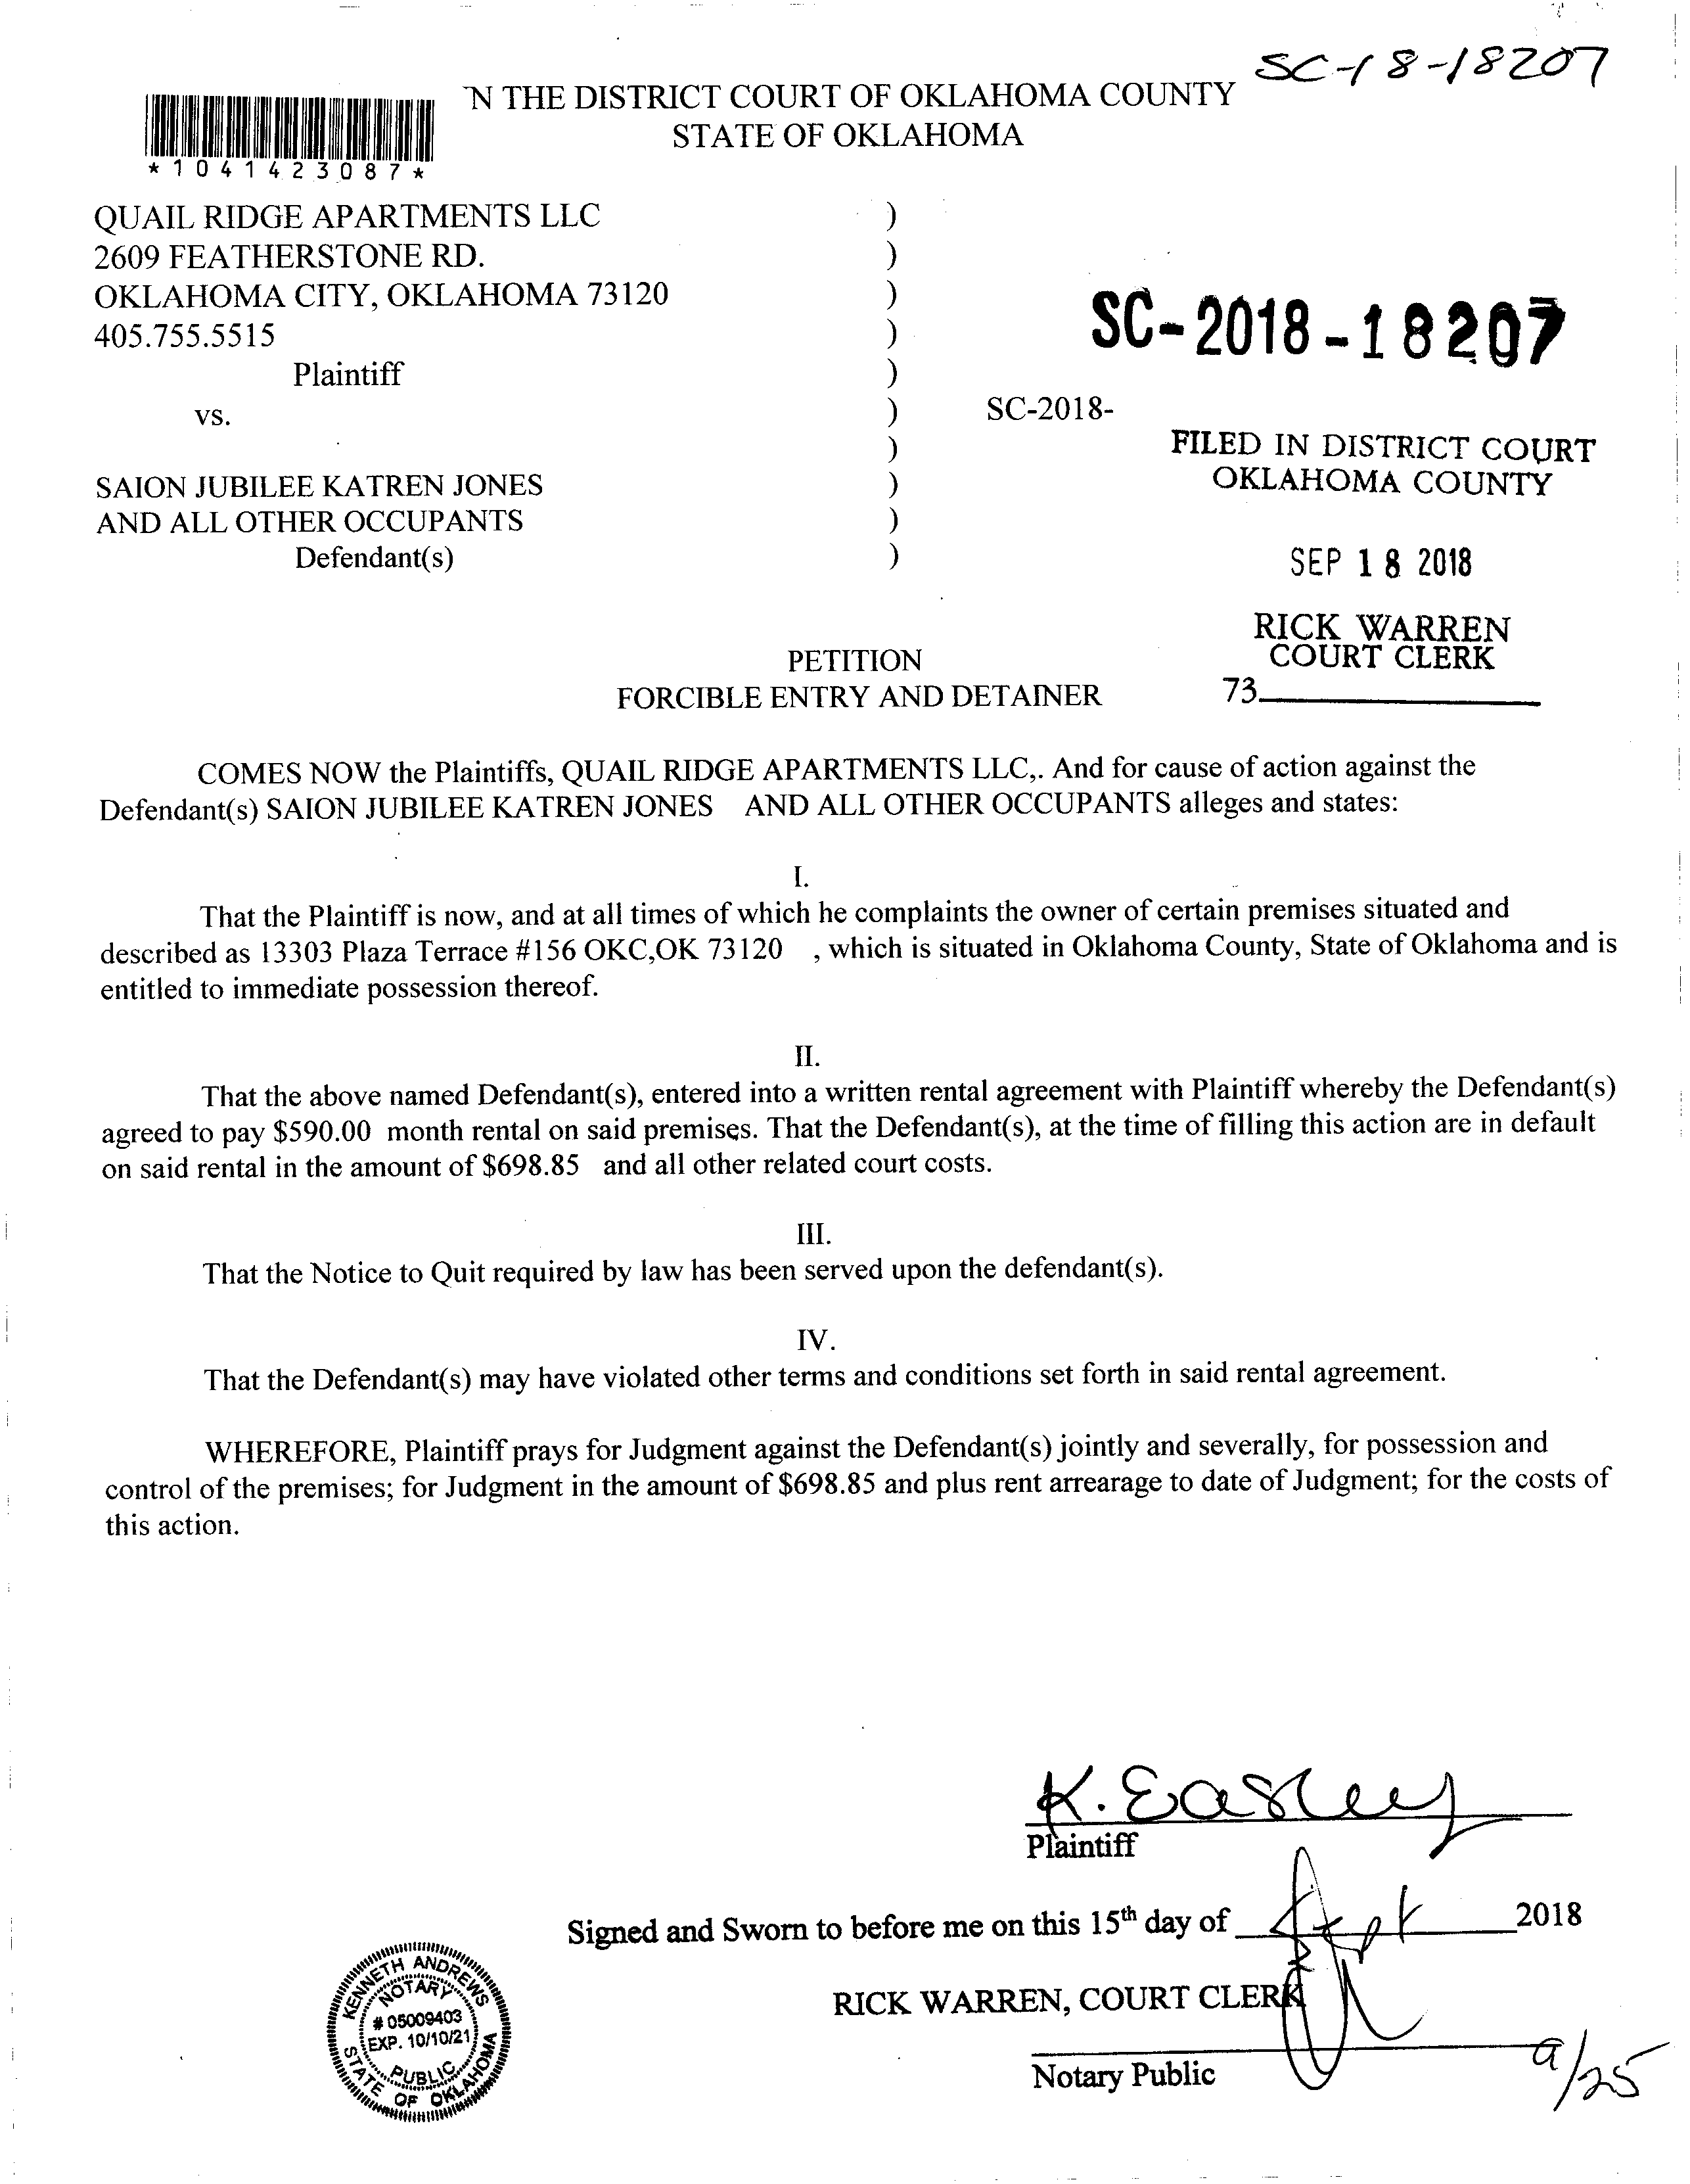 SC-18-18207
N THE DISTRICT COURT OF OKLAHOMA COUNTY
STATE OF OKLAHOMA
*1041423087*
QUAIL RIDGE APARTMENTS LLC )
2609 FEATHERSTONE RD. )
OKLAHOMA CITY, OKLAHOMA 73120 )
405.755.5515 )
SC-2018-18207
Plaintiff )
vs. ) SC-2018-
)
FILED IN DISTRICT COURT
OKLAHOMA COUNTY
SAION JUBILEE KATREN JONES )
AND ALL OTHER OCCUPANTS )
Defendant(s) )
SEP 18 2018
RICK WARREN
COURT CLERK
73
PETITION
FORCIBLE ENTRY AND DETAINER
COMES NOW the Plaintiffs, QUAIL RIDGE APARTMENTS LLC,. And for cause of action against the
Defendant(s) SAION JUBILEE KATREN JONES AND ALL OTHER OCCUPANTS alleges and states:
I.
That the Plaintiff is now, and at all times of which he complaints the owner of certain premises situated and
described as 13303 Plaza Terrace #156 OKC,OK 73120 , which is situated in Oklahoma County, State of Oklahoma and is
entitled to immediate possession thereof.
II.
That the above named Defendant(s), entered into a written rental agreement with Plaintiff whereby the Defendant(s)
agreed to pay $590.00 month rental on said premises. That the Defendant(s), at the time of filling this action are in default
on said rental in the amount of $698.85 and all other related court costs.
III.
That the Notice to Quit required by law has been served upon the defendant(s).
IV.
That the Defendant(s) may have violated other terms and conditions set forth in said rental agreement.
WHEREFORE, Plaintiff prays for Judgment against the Defendant(s) jointly and severally, for possession and
control of the premises; for Judgment in the amount of $698.85 and plus rent arrearage to date of Judgment; for the costs of
this action.
K. Easley
Plaintiff
Signed and Sworn to before me on this 15th day of Sept 2018
RICK WARREN, COURT CLERK
Notary Public
9/25
KENNETH ANDREWS
NOTARY
# 05009403
EXP. 10/10/21
PUBLIC
STATE OF OKLAHOMA